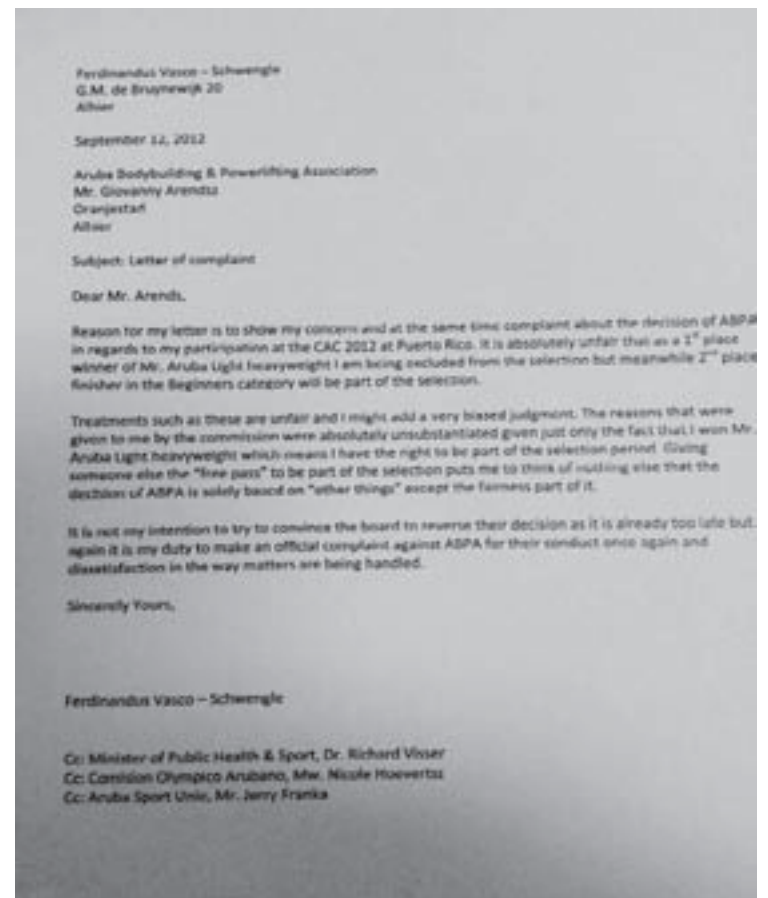 Ferdinandus Vasco – Schwengle
G.M. de Bruynewijk 20
Alhier
September 12, 2012
Aruba Bodybuilding & Powerlifting Association
Mr. Giovanny Arendsz
Oranjestad
Alhier
Subject: Letter of complaint
Dear Mr. Arends,
Reason for my letter is to show my concern and at the same time complaint about the decision of ABPA
in regards to my participation at the CAC 2012 at Puerto Rico. It is absolutely unfair that as a 1st place
winner of Mr. Aruba Light heavyweight I am being excluded from the selection but meanwhile 2nd place
finisher in the Beginners category will be part of the selection.
Treatments such as these are unfair and I might add a very biased judgment. The reasons that were
given to me by the commission were absolutely unsubstantiated given just only the fact that I won Mr.
Aruba Light heavyweight which means I have the right to be part of the selection period. Giving
someone else the "free pass" to be part of the selection puts me to think of nothing else that the
decision of ABPA is solely based on "other things" except the fairness part of it.
It is not my intention to try to convince the board to reverse their decision as it is already too late but
again it is my duty to make an official complaint against ABPA for their conduct once again and
dissatisfaction in the way matters are being handled.
Sincerely Yours,
Ferdinandus Vasco – Schwengle
Cc: Minister of Public Health & Sport, Dr. Richard Visser
Cc: Comision Olympico Arubano, Mw. Nicole
Cc: Aruba Sport Unie, Mr. Jerry Franka